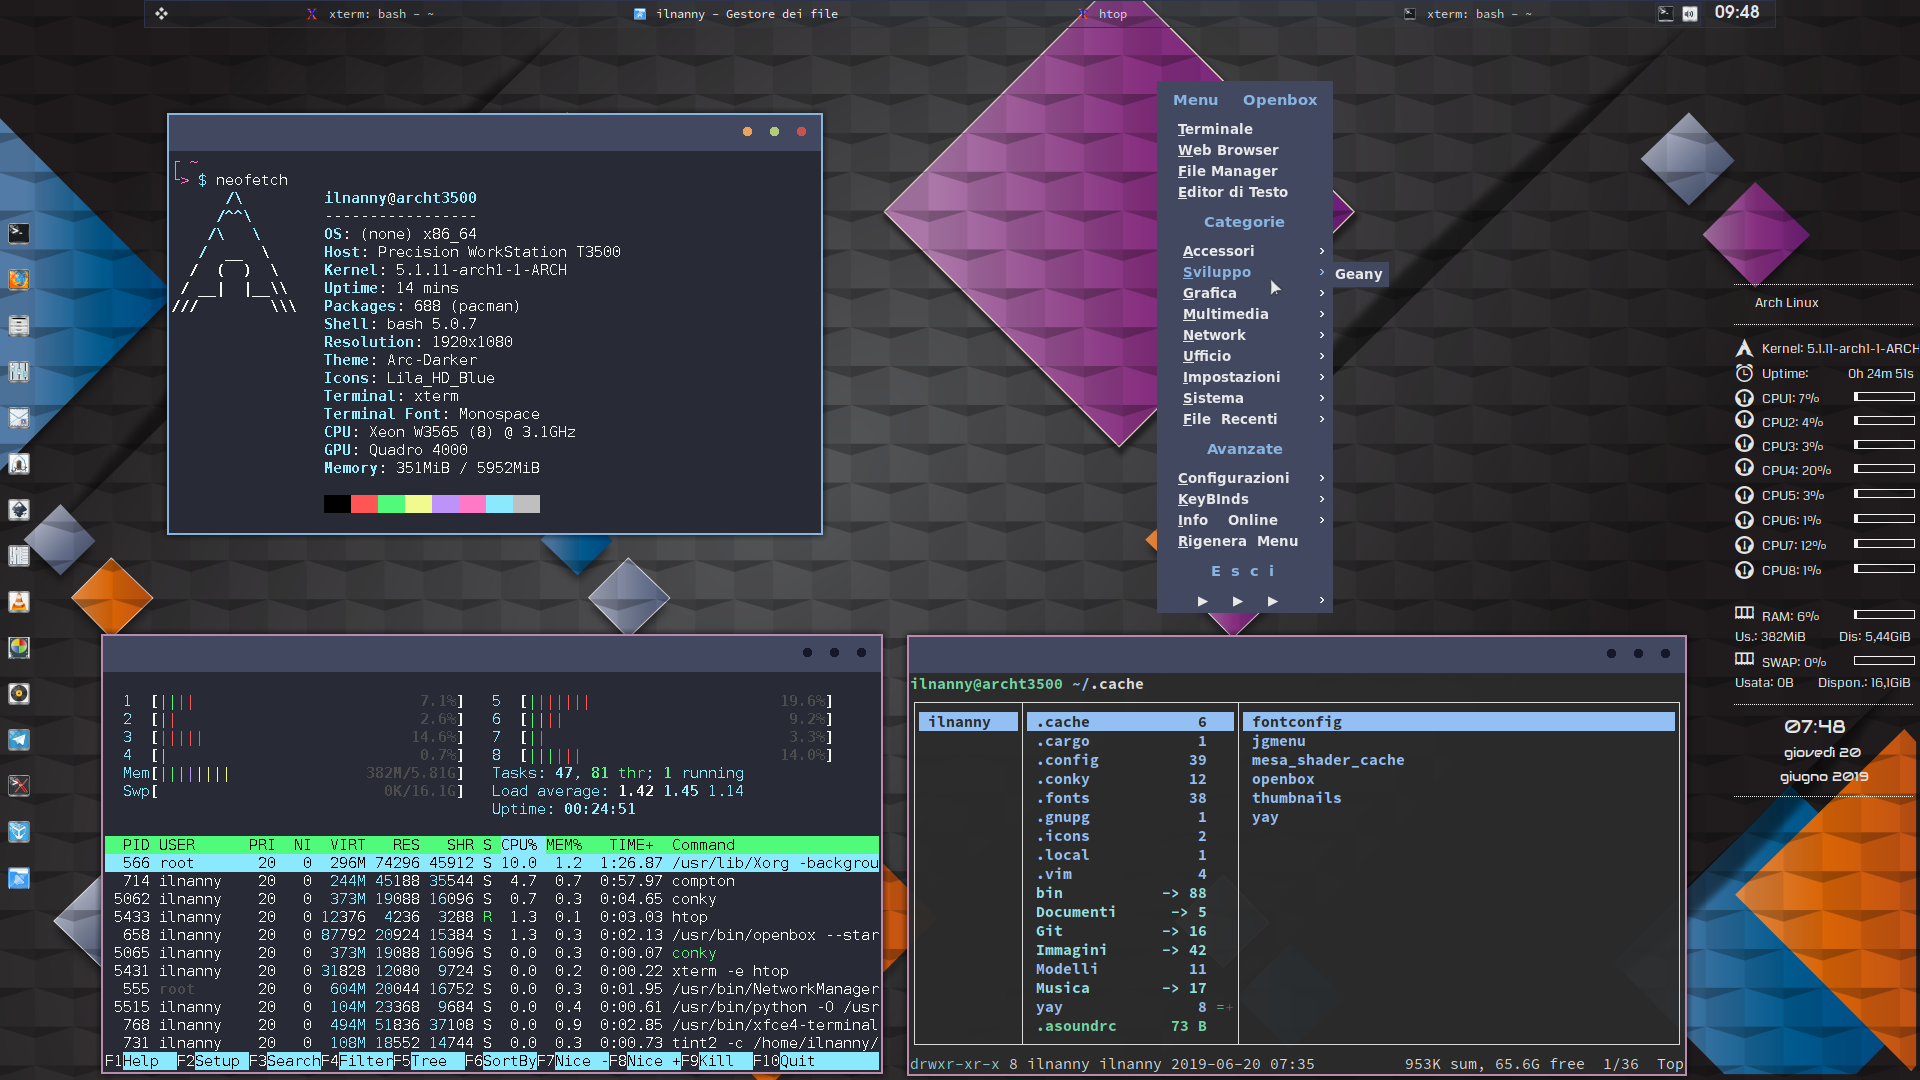 xterm: bash - ~
ilnanny - Gestore dei file
htop
xterm: bash - ~
09:48
~
> $ neofetch
ilnanny@archt3500
-----------------
OS: (none) x86_64
Host: Precision WorkStation T3500
Kernel: 5.1.11-arch1-1-ARCH
Uptime: 14 mins
Packages: 688 (pacman)
Shell: bash 5.0.7
Resolution: 1920x1080
Theme: Arc-Darker
Icons: Lila_HD_Blue
Terminal: xterm
Terminal Font: Monospace
CPU: Xeon W3565 (8) @ 3.1GHz
GPU: Quadro 4000
Memory: 351MiB / 5952MiB
Menu Openbox
Terminale
Web Browser
File Manager
Editor di Testo
Categorie
Accessori ›
Sviluppo ›
Geany
Grafica ›
Multimedia ›
Network ›
Ufficio ›
Impostazioni ›
Sistema ›
File Recenti ›
Avanzate
Configurazioni ›
KeyBInds ›
Info Online ›
Rigenera Menu
E s c i
▶ ▶ ▶ ›
Arch Linux
Kernel: 5.1.11-arch1-1-ARCH
Uptime: 0h 24m 51s
CPU1: 7%
CPU2: 4%
CPU3: 3%
CPU4: 20%
CPU5: 3%
CPU6: 1%
CPU7: 12%
CPU8: 1%
RAM: 6%
Us.: 382MiB Dis: 5,44GiB
SWAP: 0%
Usata: 0B Dispon.: 16,1GiB
07:48
giovedì 20
giugno 2019
1 [|||| 7.1%] 5 [||||||| 19.6%]
2 [|| 2.6%] 6 [|||| 9.2%]
3 [||||| 14.6%] 7 [|| 3.3%]
4 [| 0.7%] 8 [|||||| 14.0%]
Mem[|||||||| 382M/5.81G] Tasks: 47, 81 thr; 1 running
Swp[ 0K/16.1G] Load average: 1.42 1.45 1.14
Uptime: 00:24:51
PID USER PRI NI VIRT RES SHR S CPU% MEM% TIME+ Command
566 root 20 0 296M 74296 45912 S 10.0 1.2 1:26.87 /usr/lib/Xorg -backgrou
714 ilnanny 20 0 244M 45188 35544 S 4.7 0.7 0:57.97 compton
5062 ilnanny 20 0 373M 19088 16096 S 0.7 0.3 0:04.65 conky
5433 ilnanny 20 0 12376 4236 3288 R 1.3 0.1 0:03.03 htop
658 ilnanny 20 0 87792 20924 15384 S 1.3 0.3 0:02.13 /usr/bin/openbox --star
5065 ilnanny 20 0 373M 19088 16096 S 0.0 0.3 0:00.07 conky
5431 ilnanny 20 0 31828 12080 9724 S 0.0 0.2 0:00.22 xterm -e htop
555 root 20 0 604M 20044 16752 S 0.0 0.3 0:01.95 /usr/bin/NetworkManager
5515 ilnanny 20 0 104M 23368 9684 S 0.0 0.4 0:00.61 /usr/bin/python -O /usr
768 ilnanny 20 0 494M 51836 37108 S 0.0 0.9 0:02.85 /usr/bin/xfce4-terminal
731 ilnanny 20 0 108M 18552 14744 S 0.0 0.3 0:00.73 tint2 -c /home/ilnanny/
F1Help F2Setup F3SearchF4FilterF5Tree F6SortByF7Nice -F8Nice +F9Kill F10Quit
ilnanny@archt3500 ~/.cache
ilnanny .cache 6 fontconfig
.cargo 1 jgmenu
.config 39 mesa_shader_cache
.conky 12 openbox
.fonts 38 thumbnails
.gnupg 1 yay
.icons 2
.local 1
.vim 4
bin -> 88
Documenti -> 5
Git -> 16
Immagini -> 42
Modelli 11
Musica -> 17
yay 8 =+
.asoundrc 73 B
drwxr-xr-x 8 ilnanny ilnanny 2019-06-20 07:35 953K sum, 65.6G free 1/36 Top